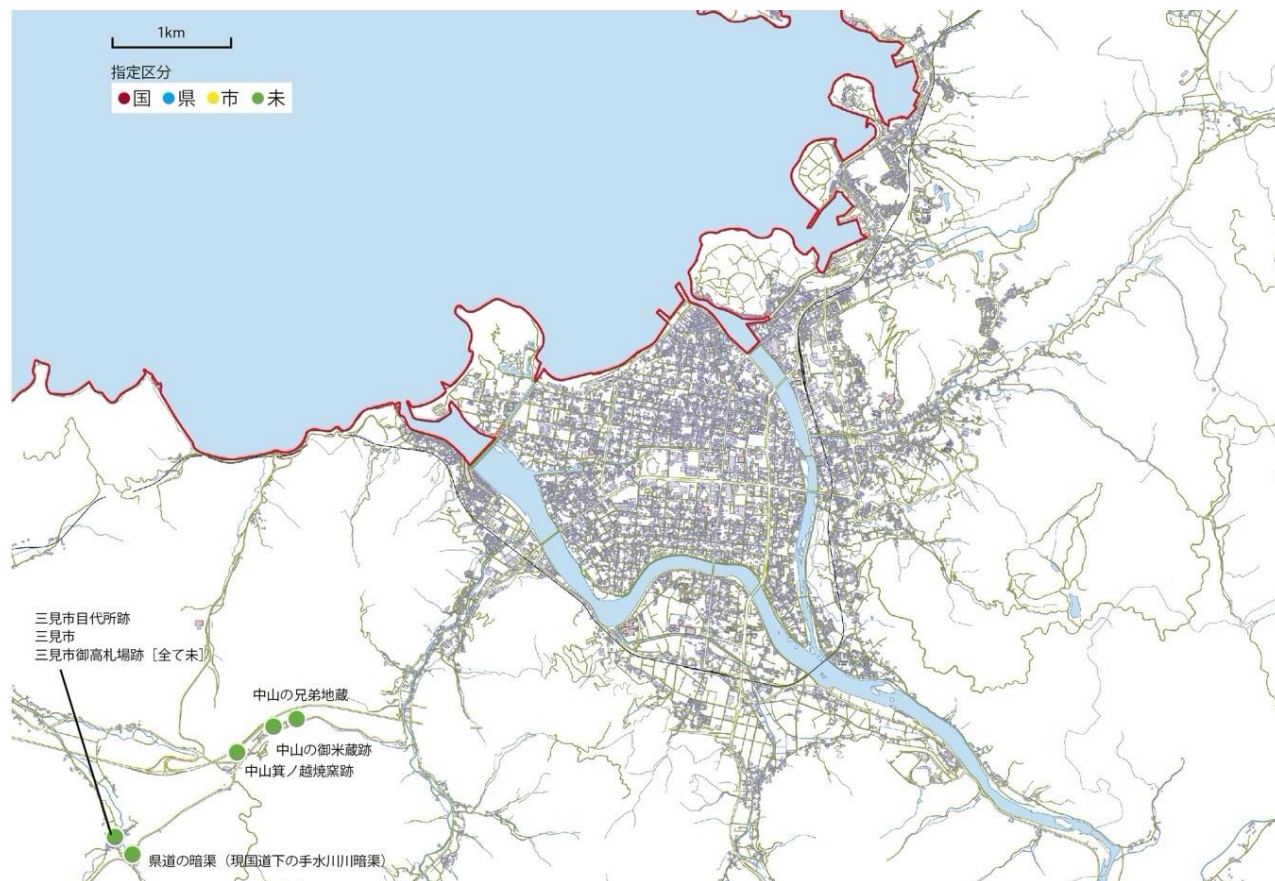 1km
指定区分
国 県 市 未
三見市目代所跡
三見市
三見市御高札場跡［全て未］
中山の兄弟地蔵
中山の御米蔵跡
中山箕ノ越焼窯跡
県道の暗渠（現国道下の手水川川暗渠）